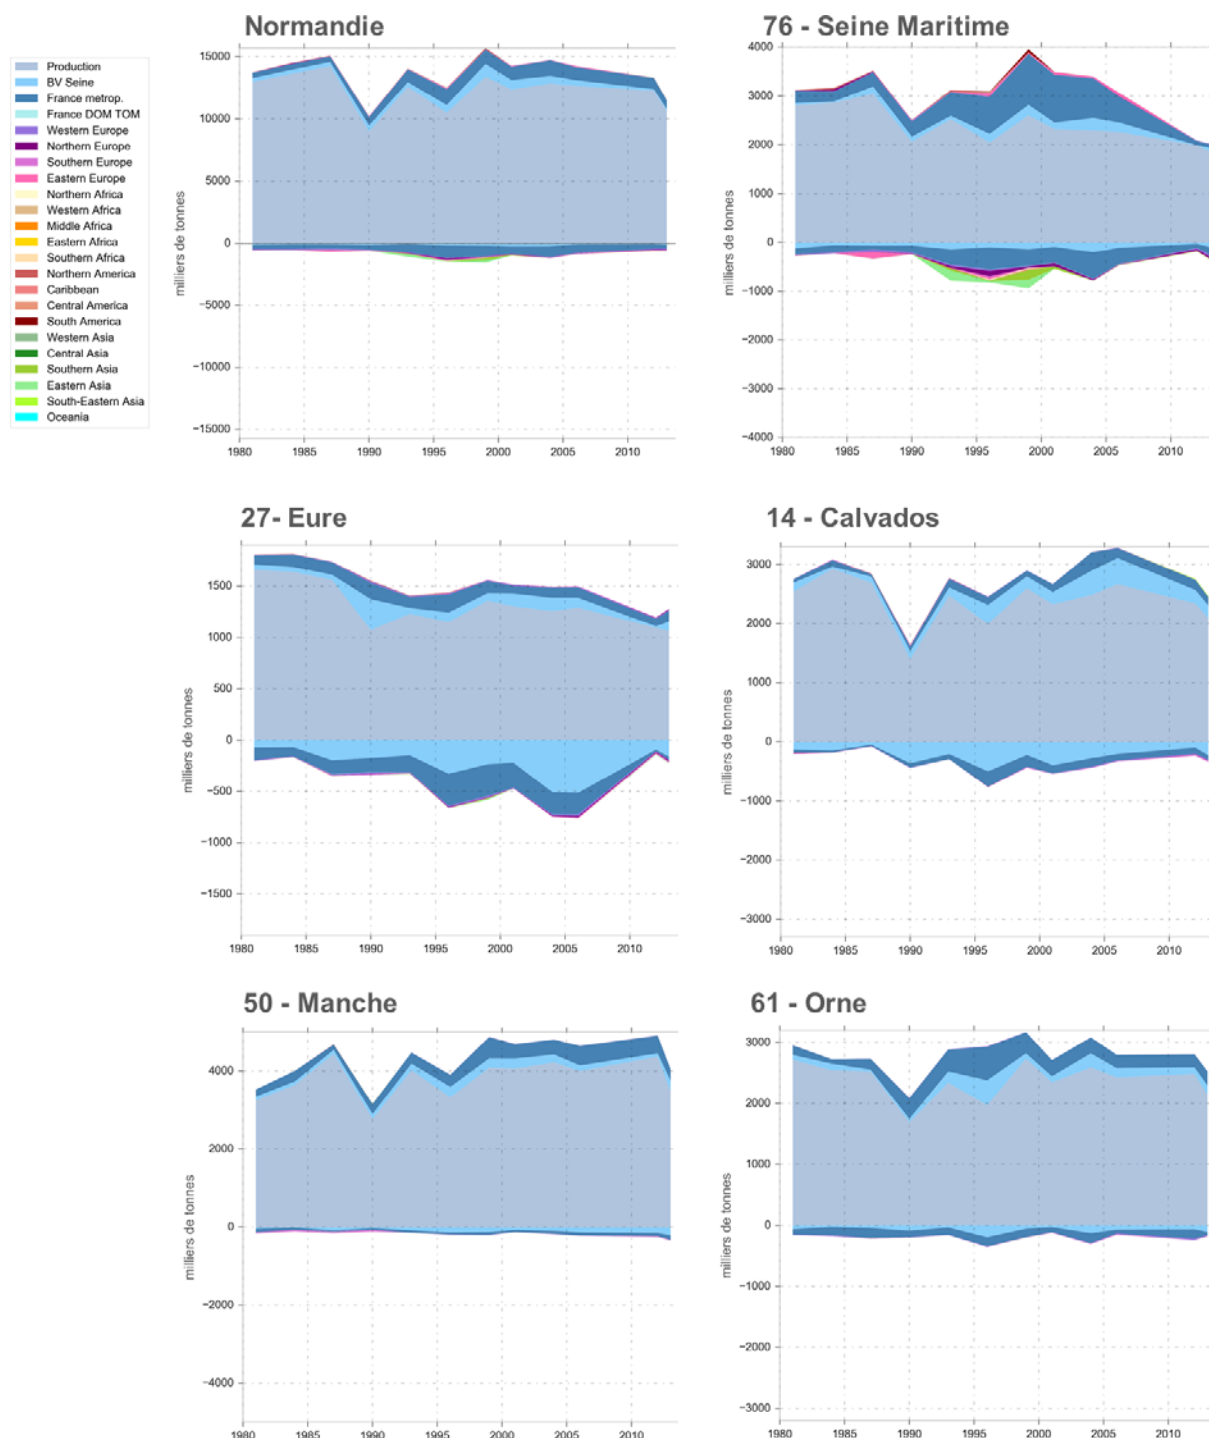 Normandie
76 - Seine Maritime
Production
BV Seine
France metrop.
France DOM TOM
Western Europe
Northern Europe
Southern Europe
Eastern Europe
Northern Africa
Western Africa
Middle Africa
Eastern Africa
Southern Africa
Northern America
Caribbean
Central America
South America
Western Asia
Central Asia
Southern Asia
Eastern Asia
South-Eastern Asia
Oceania
milliers de tonnes
15000
10000
5000
0
−5000
−10000
−15000
1980 1985 1990 1995 2000 2005 2010
milliers de tonnes
4000
3000
2000
1000
0
−1000
−2000
−3000
−4000
1980 1985 1990 1995 2000 2005 2010
27- Eure
14 - Calvados
milliers de tonnes
1500
1000
500
0
−500
−1000
−1500
1980 1985 1990 1995 2000 2005 2010
milliers de tonnes
3000
2000
1000
0
−1000
−2000
−3000
1980 1985 1990 1995 2000 2005 2010
50 - Manche
61 - Orne
milliers de tonnes
4000
2000
0
−2000
−4000
1980 1985 1990 1995 2000 2005 2010
milliers de tonnes
3000
2000
1000
0
−1000
−2000
−3000
1980 1985 1990 1995 2000 2005 2010